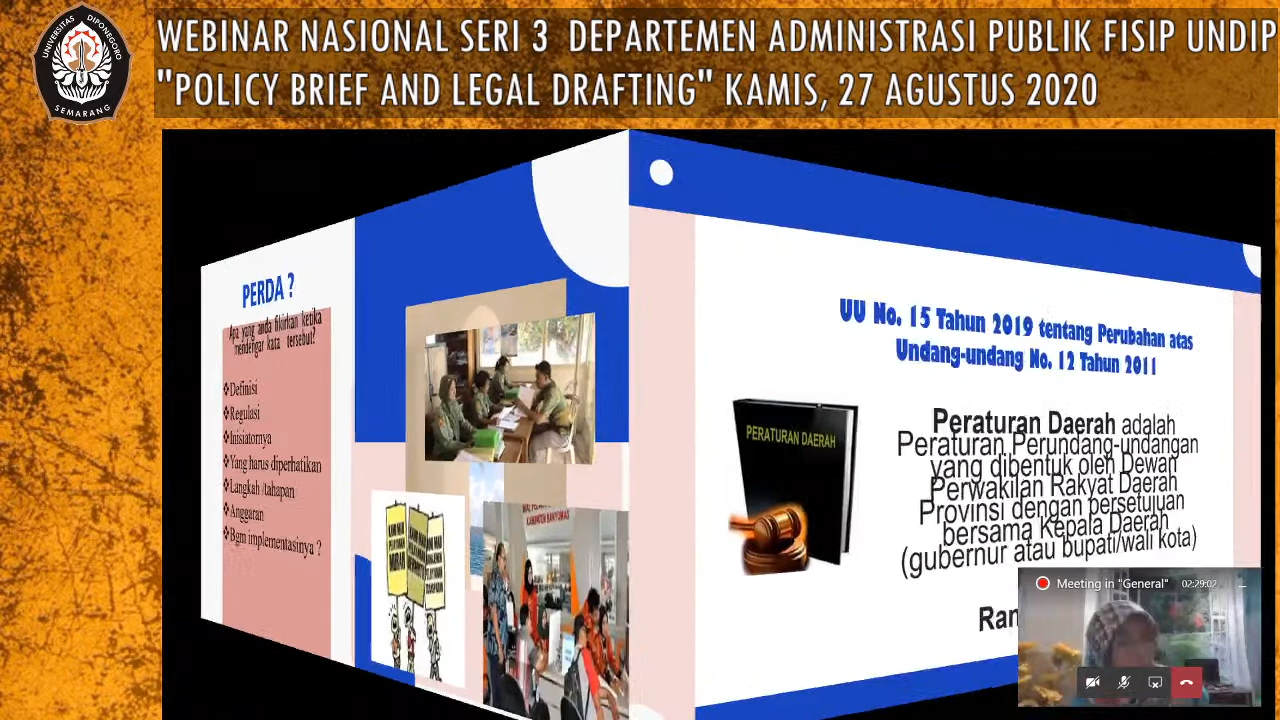 WEBINAR NASIONAL SERI 3 DEPARTEMEN ADMINISTRASI PUBLIK FISIP UNDIP
"POLICY BRIEF AND LEGAL DRAFTING" KAMIS, 27 AGUSTUS 2020
UNIVERSITAS DIPONEGORO
SEMARANG
PERDA ?
Apa yang anda fikirkan ketika
mendengar kata tersebut?
❖Definisi
❖Regulasi
❖Inisiatornya
❖Yang harus diperhatikan
❖Langkah /tahapan
❖Anggaran
❖Bgm implementasinya ?
KABUPATEN BANYUMAS
UU No. 15 Tahun 2019 tentang Perubahan atas
Undang-undang No. 12 Tahun 2011
PERATURAN DAERAH
Peraturan Daerah adalah
Peraturan Perundang-undangan
yang dibentuk oleh Dewan
Perwakilan Rakyat Daerah
Provinsi dengan persetujuan
bersama Kepala Daerah
(gubernur atau bupati/wali kota)
Ran
Meeting in "General" 02:29:02